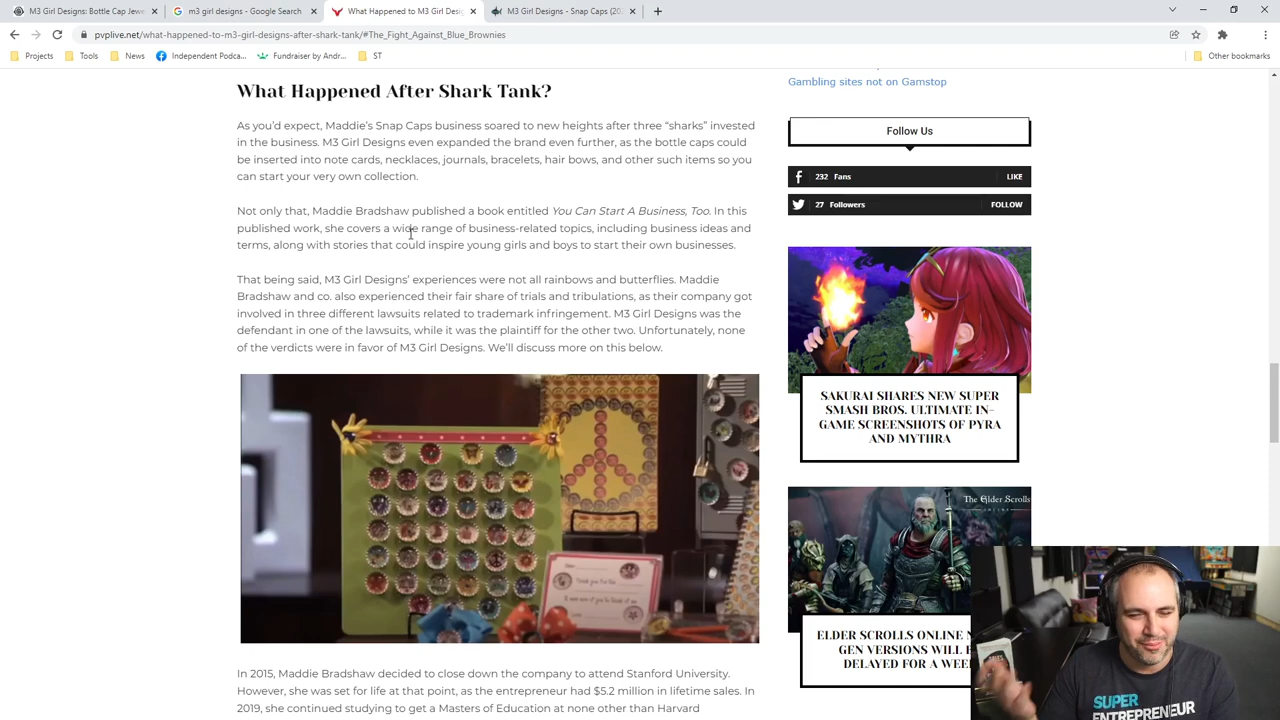 M3 Girl Designs: Bottle Cap Jewe
m3 girl design - Google Search
What Happened to M3 Girl Desig
M3 Girl Designs - Snap Caps (20
pvplive.net/what-happened-to-m3-girl-designs-after-shark-tank/#The_Fight_Against_Blue_Brownies
Projects
Tools
News
Independent Podca...
Fundraiser by Andr...
ST
Other bookmarks
What Happened After Shark Tank?
As you'd expect, Maddie's Snap Caps business soared to new heights after three “sharks” invested
in the business. M3 Girl Designs even expanded the brand even further, as the bottle caps could
be inserted into note cards, necklaces, journals, bracelets, hair bows, and other such items so you
can start your very own collection.
Not only that, Maddie Bradshaw published a book entitled You Can Start A Business, Too. In this
published work, she covers a wide range of business-related topics, including business ideas and
terms, along with stories that could inspire young girls and boys to start their own businesses.
That being said, M3 Girl Designs' experiences were not all rainbows and butterflies. Maddie
Bradshaw and co. also experienced their fair share of trials and tribulations, as their company got
involved in three different lawsuits related to trademark infringement. M3 Girl Designs was the
defendant in one of the lawsuits, while it was the plaintiff for the other two. Unfortunately, none
of the verdicts were in favor of M3 Girl Designs. We'll discuss more on this below.
In 2015, Maddie Bradshaw decided to close down the company to attend Stanford University.
However, she was set for life at that point, as the entrepreneur had $5.2 million in lifetime sales. In
2019, she continued studying to get a Masters of Education at none other than Harvard
Gambling sites not on Gamstop
Follow Us
232 Fans
LIKE
27 Followers
FOLLOW
SAKURAI SHARES NEW SUPER
SMASH BROS. ULTIMATE IN-
GAME SCREENSHOTS OF PYRA
AND MYTHRA
The Elder Scrolls
ONLINE
ELDER SCROLLS ONLINE N
GEN VERSIONS WILL
DELAYED FOR A WEE
SUPER
ENTREPRENEUR